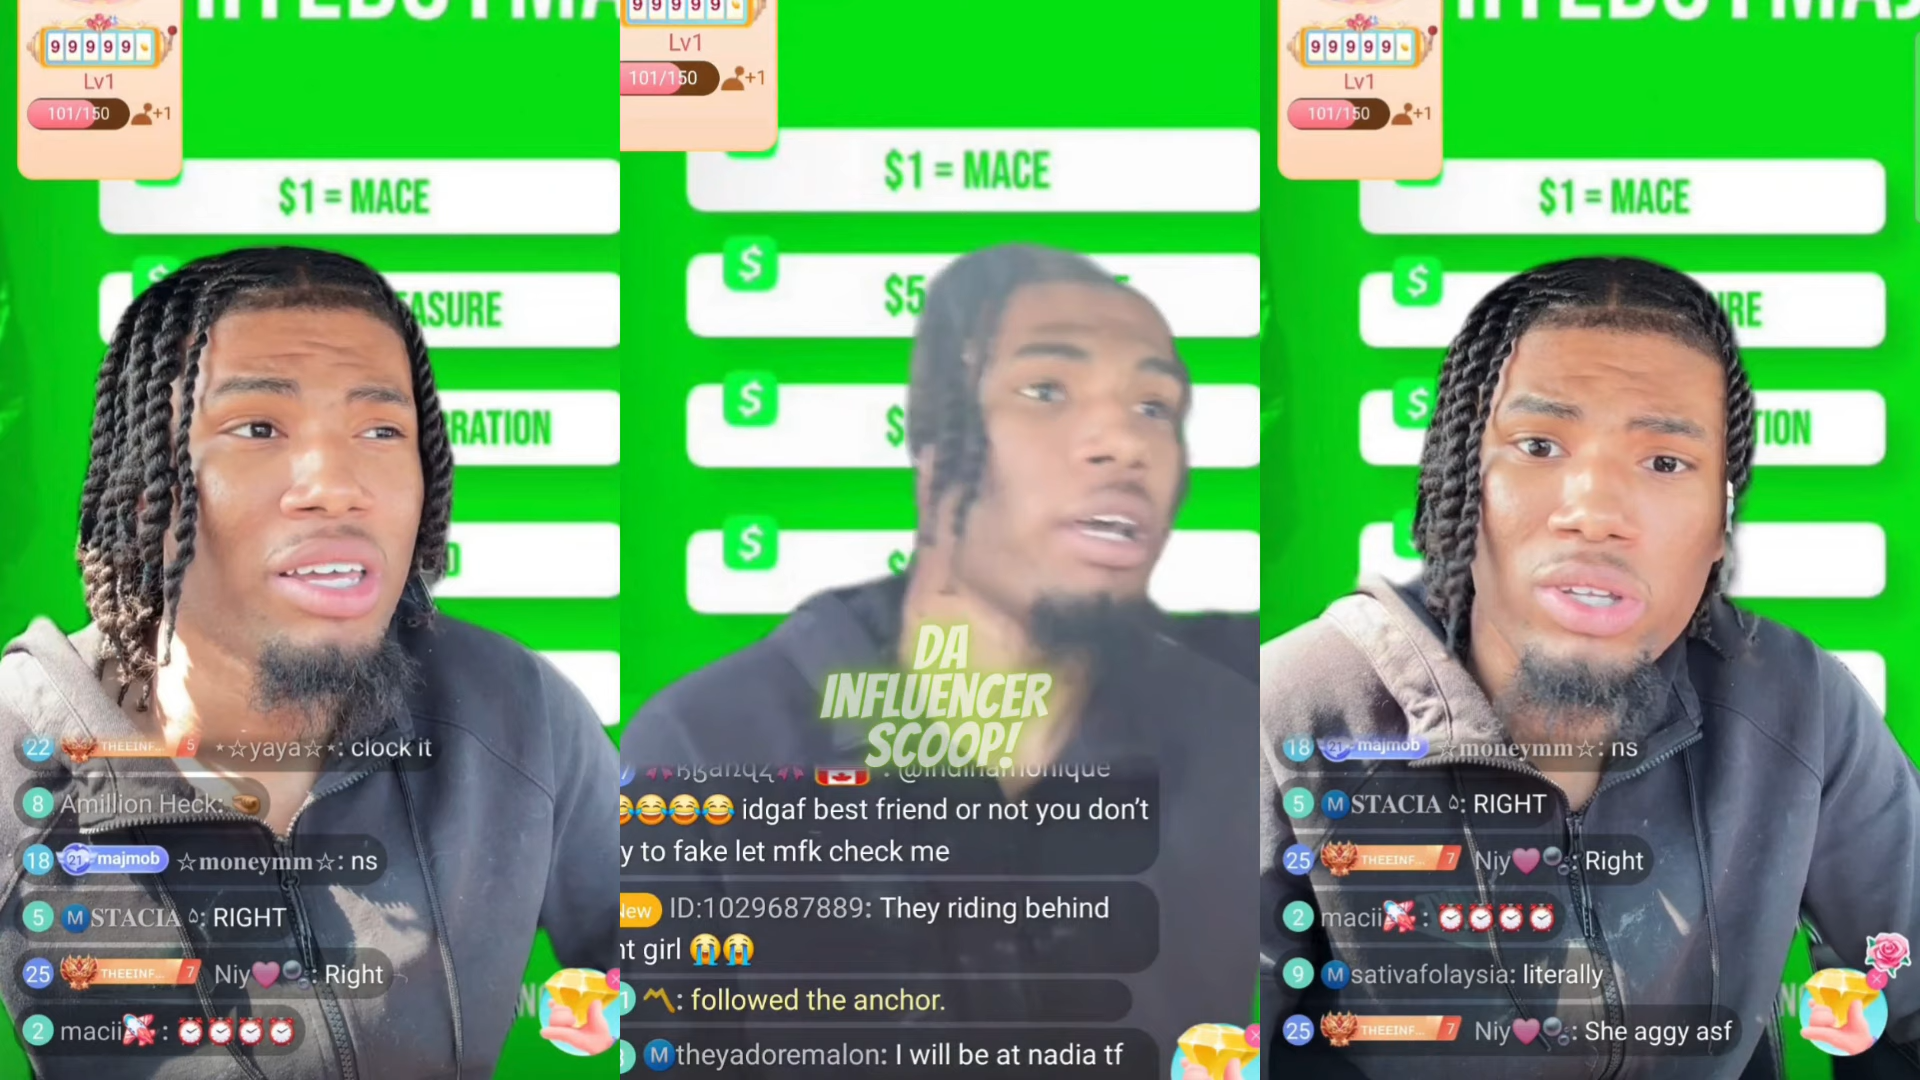 99999
Lv1
101/150
+1
$1 = MACE
22 THEEINF... 5 ⋆☆yaya☆⋆: clock it
8 Amillion Heck:
18 21 majmob ☆moneymm☆: ns
5 M STACIA ۵: RIGHT
25 THEEINF... 7 Niy🩷🫧: Right
2 macii💘: ⏰⏰⏰⏰
99999
Lv1
101/150
+1
$1 = MACE
$
$5
$
$
DA
INFLUENCER
SCOOP!
😂😂😂😂 idgaf best friend or not you don't
to fake let mfk check me
New ID:1029687889: They riding behind
girl 😭😭
〽️: followed the anchor.
M theyadoremalon: I will be at nadia tf
99999
Lv1
101/150
+1
$1 = MACE
$
$
18 21 majmob ☆moneymm☆: ns
5 M STACIA ۵: RIGHT
25 THEEINF... 7 Niy🩷🫧: Right
2 macii💘: ⏰⏰⏰⏰
9 M sativafolaysia: literally
25 THEEINF... 7 Niy🩷🫧: She aggy asf